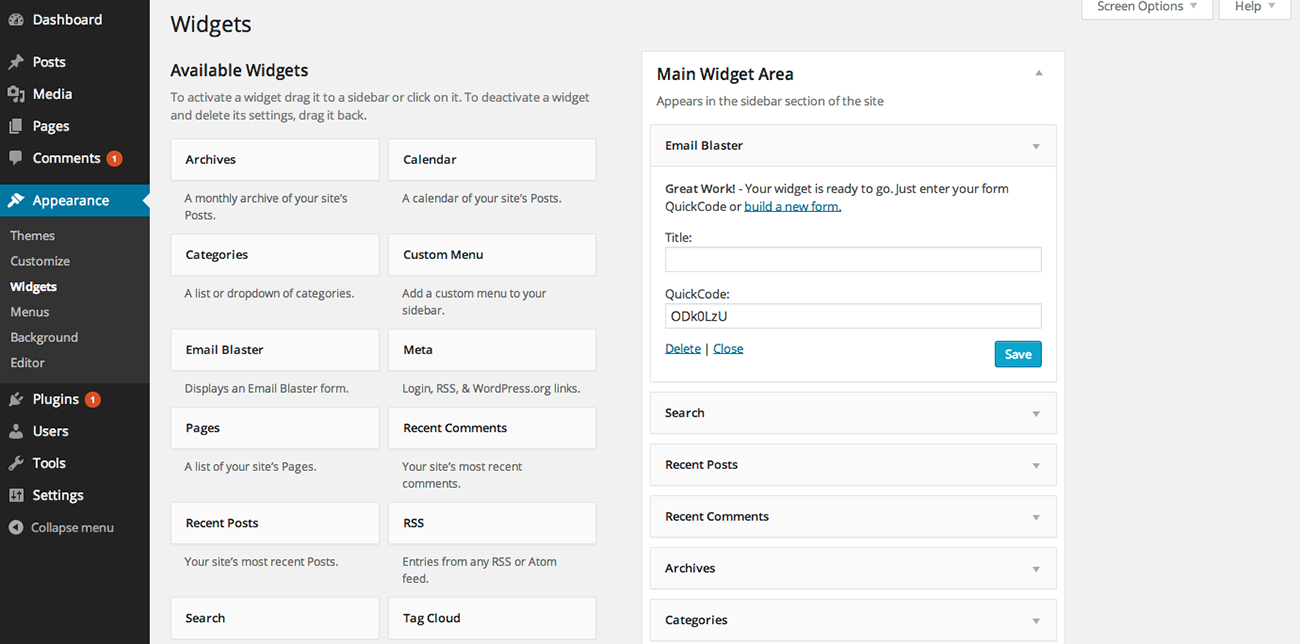 Dashboard
Posts
Media
Pages
Comments 1
Appearance
Themes
Customize
Widgets
Menus
Background
Editor
Plugins 1
Users
Tools
Settings
Collapse menu
Screen Options
Help
Widgets
Available Widgets
To activate a widget drag it to a sidebar or click on it. To deactivate a widget
and delete its settings, drag it back.
Archives
A monthly archive of your site's
Posts.
Calendar
A calendar of your site's Posts.
Categories
A list or dropdown of categories.
Custom Menu
Add a custom menu to your
sidebar.
Email Blaster
Displays an Email Blaster form.
Meta
Login, RSS, & WordPress.org links.
Pages
A list of your site's Pages.
Recent Comments
Your site's most recent
comments.
Recent Posts
Your site's most recent Posts.
RSS
Entries from any RSS or Atom
feed.
Search
Tag Cloud
Main Widget Area
Appears in the sidebar section of the site
Email Blaster
Great Work! - Your widget is ready to go. Just enter your form
QuickCode or build a new form.
Title:
QuickCode:
ODk0LzU
Delete | Close
Save
Search
Recent Posts
Recent Comments
Archives
Categories